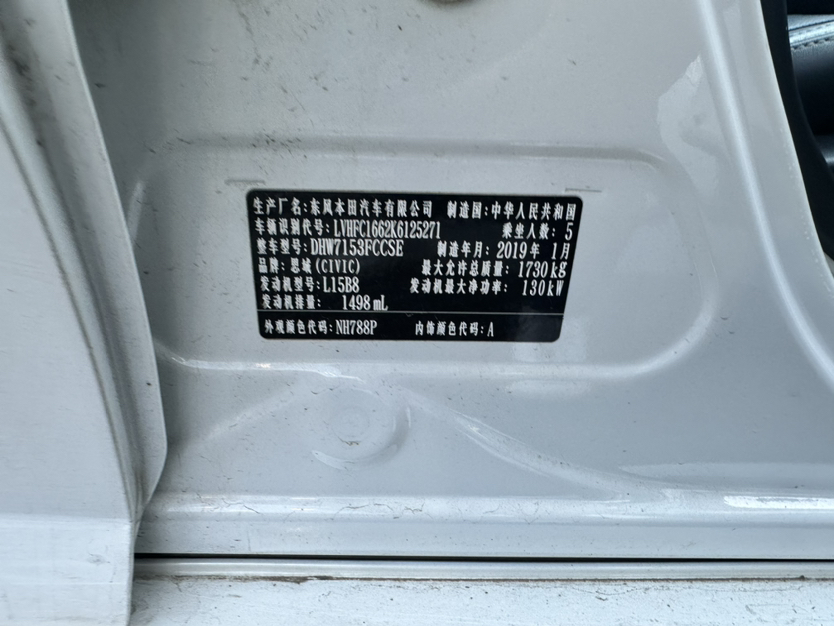 生产厂名:东风本田汽车有限公司 制造国:中华人民共和国
车辆识别代号:LVHFC1662K6125271 乘坐人数: 5
整车型号:DHW7153FCCSE 制造年月:2019年 1月
品牌:思域(CIVIC) 最大允许总质量: 1730kg
发动机型号:L15B8 发动机最大净功率: 130kW
发动机排量: 1498mL
外观颜色代码:NH788P 内饰颜色代码:A